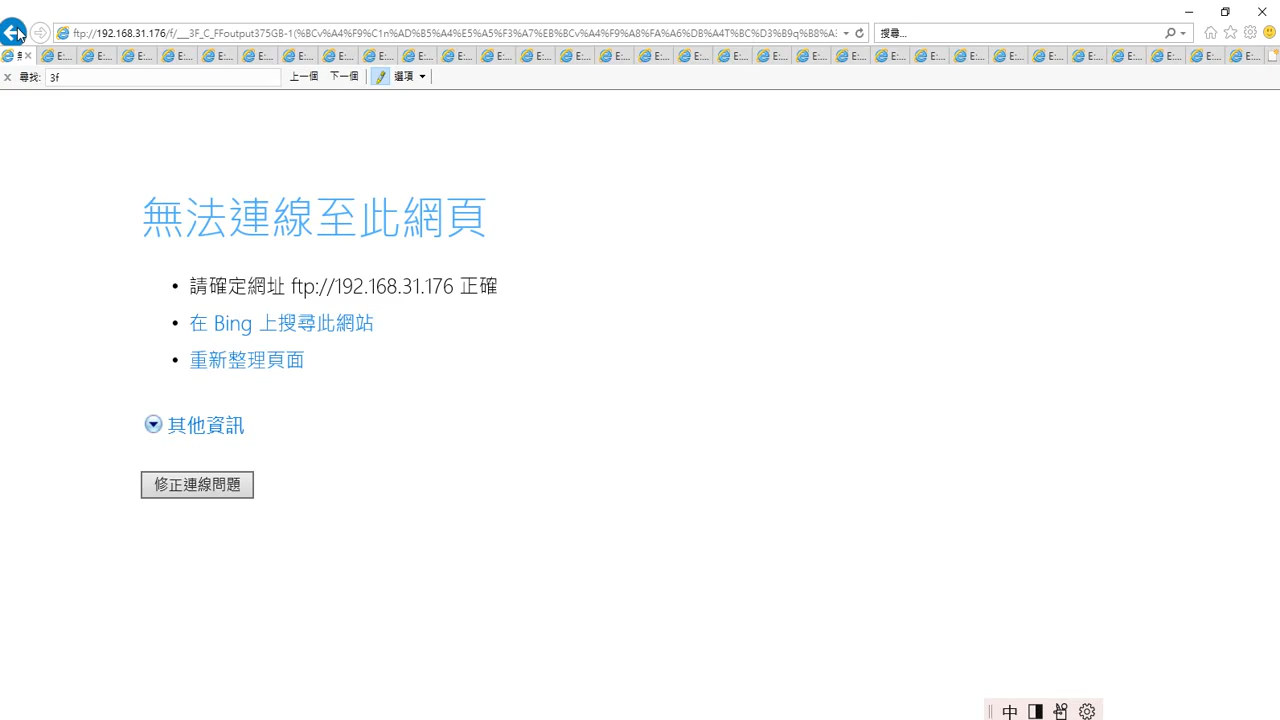 ftp://192.168.31.176/f/___3F_C_FFoutput375GB-1(%BCv%A4%F9%C1n%AD%B5%A4%E5%A5%F3%A7%EB%BCv%A4%F9%A8%FA%A6%DB%A4T%BC%D3%B9q%B8%A:
搜尋...
E:... E:... E:... E:... E:... E:... E:... E:... E:... E:... E:... E:... E:... E:... E:... E:... E:... E:... E:... E:... E:... E:... E:... E:... E:... E:... E:... E:... E:... E:... E:...
尋找: 3f 上一個 下一個 選項
無法連線至此網頁
• 請確定網址 ftp://192.168.31.176 正確
• 在 Bing 上搜尋此網站
• 重新整理頁面
其他資訊
修正連線問題
中